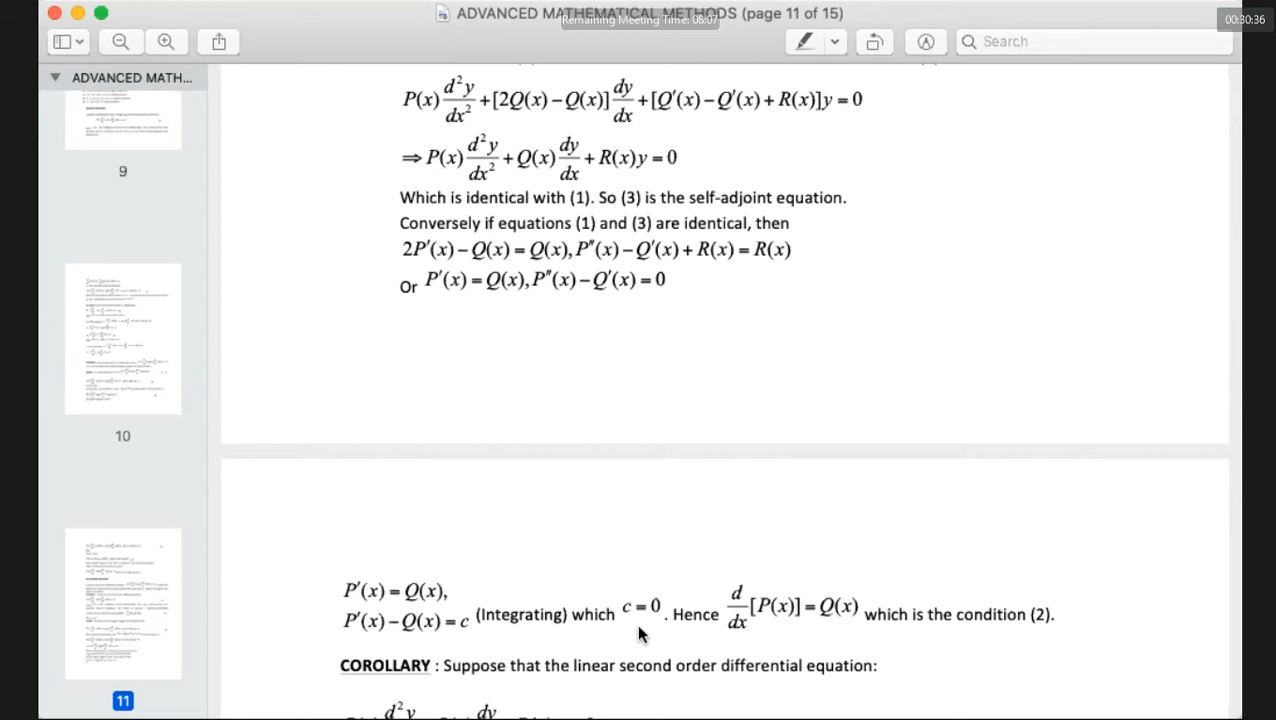 ADVANCED MATHEMATICAL METHODS (page 11 of 15)
Remaining Meeting Time: 08:07
00:30:36
Search
ADVANCED MATH...
9
10
11
P(x) d²y/dx² + [2Q(x) − Q(x)] dy/dx + [Q′(x) − Q′(x) + R(x)]y = 0
⇒ P(x) d²y/dx² + Q(x) dy/dx + R(x)y = 0
Which is identical with (1). So (3) is the self-adjoint equation.
Conversely if equations (1) and (3) are identical, then
2P′(x) − Q(x) = Q(x), P″(x) − Q′(x) + R(x) = R(x)
Or P′(x) = Q(x), P″(x) − Q′(x) = 0
P′(x) = Q(x),
P′(x) − Q(x) = c (Integrating) which c = 0 . Hence d/dx [P(x)] = Q(x) which is the condition (2).
COROLLARY : Suppose that the linear second order differential equation:
d²y dy